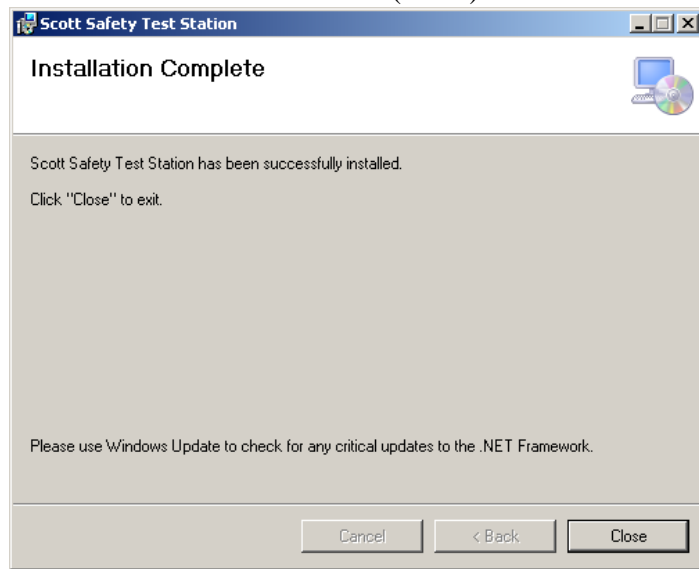 Scott Safety Test Station
Installation Complete
Scott Safety Test Station has been successfully installed.
Click "Close" to exit.
Please use Windows Update to check for any critical updates to the .NET Framework.
Cancel
< Back
Close